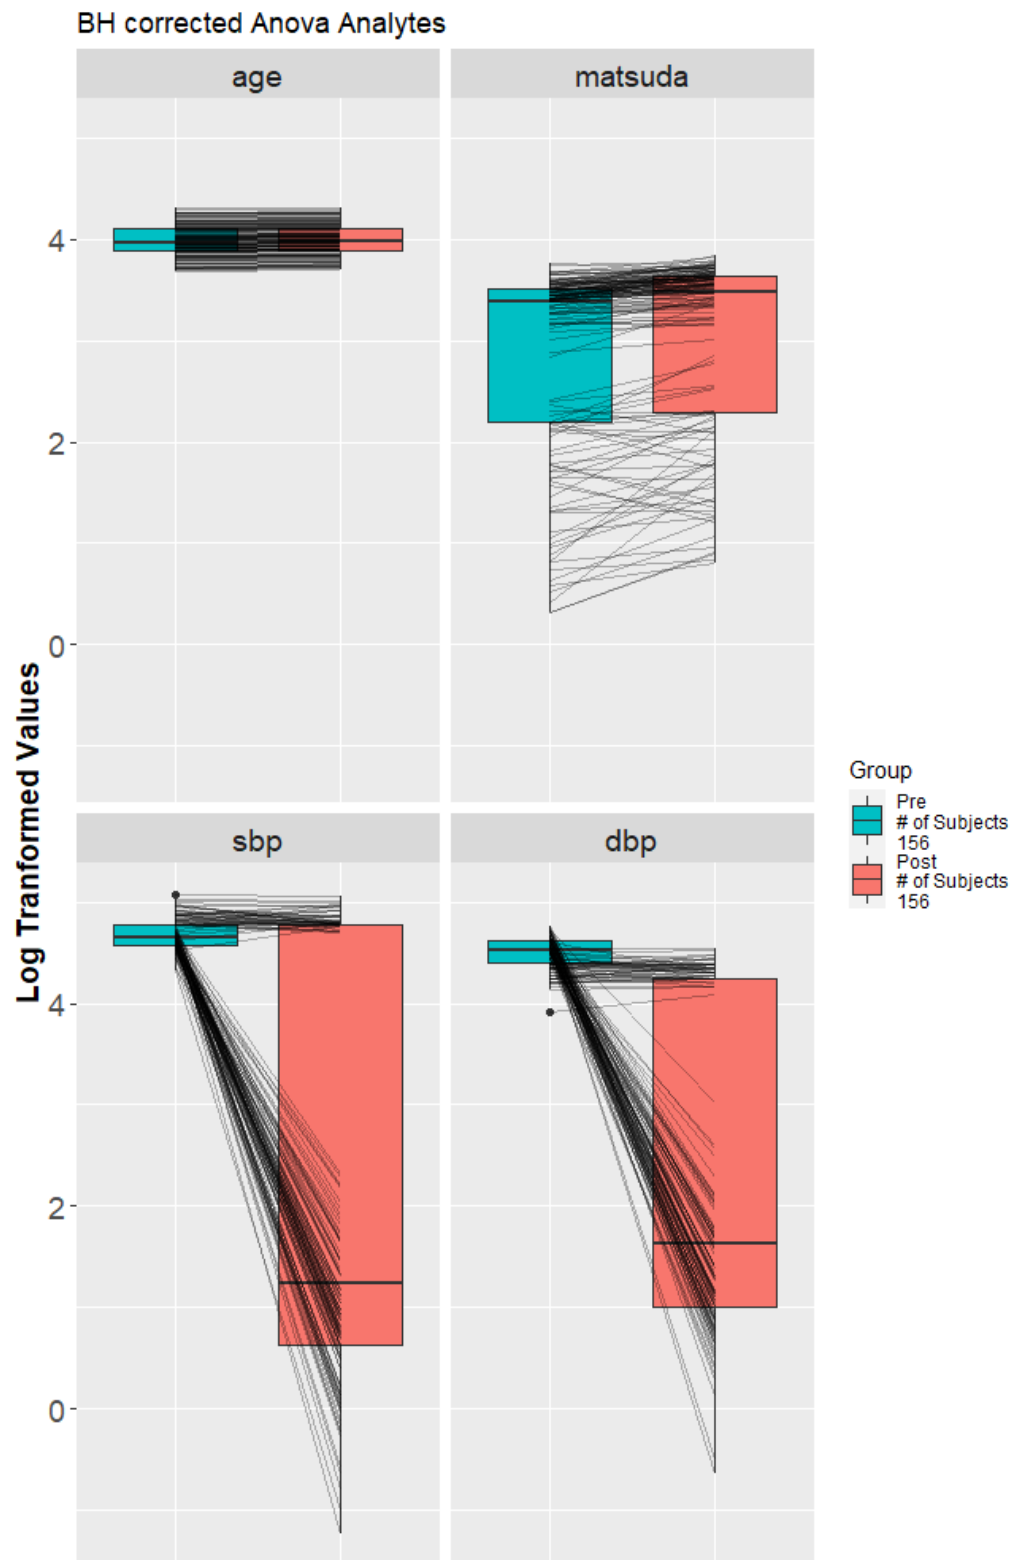 BH corrected Anova Analytes
age
matsuda
4
2
0
Log Tranformed Values
sbp
dbp
4
2
0
Group
Pre
# of Subjects
156
Post
# of Subjects
156